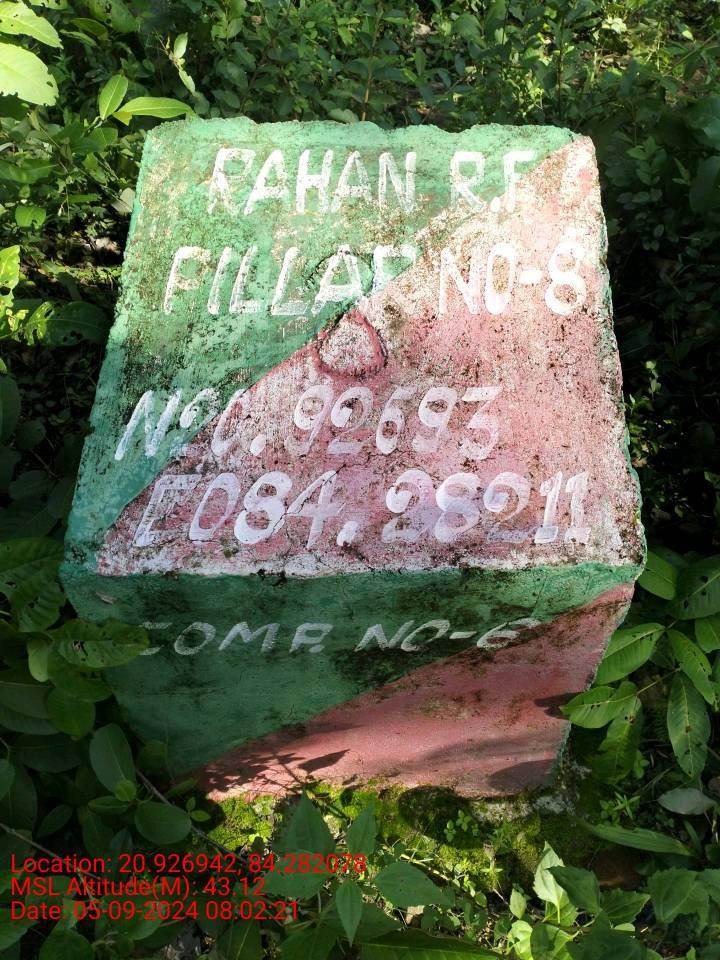 RAHAN R.F
PILLAR NO-8
N20.92693
E084.28211
COMP. NO-6
Location: 20.926942, 84.282078
MSL Altitude(M): 43.12
Date: 05-09-2024 08:02:21